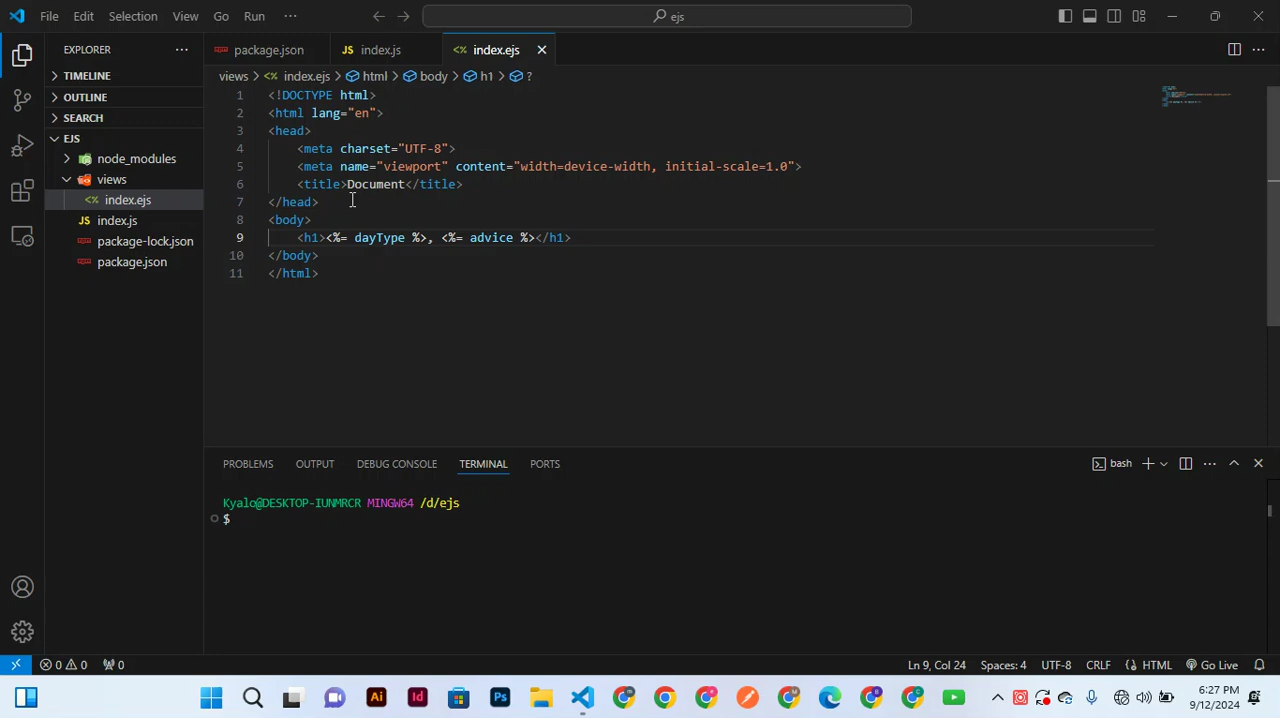 File Edit Selection View Go Run ··· ejs
EXPLORER ···
TIMELINE
OUTLINE
SEARCH
EJS
node_modules
views
<% index.ejs
JS index.js
package-lock.json
package.json
package.json JS index.js <% index.ejs
views > <% index.ejs > html > body > h1 > ?
1 <!DOCTYPE html>
2 <html lang="en">
3 <head>
4 <meta charset="UTF-8">
5 <meta name="viewport" content="width=device-width, initial-scale=1.0">
6 <title>Document</title>
7 </head>
8 <body>
9 <h1><%= dayType %>, <%= advice %></h1>
10 </body>
11 </html>
PROBLEMS OUTPUT DEBUG CONSOLE TERMINAL PORTS bash
Kyalo@DESKTOP-IUNMRCR MINGW64 /d/ejs
$
0 0 0 Ln 9, Col 24 Spaces: 4 UTF-8 CRLF HTML Go Live
Ai Id Ps 6:27 PM
9/12/2024